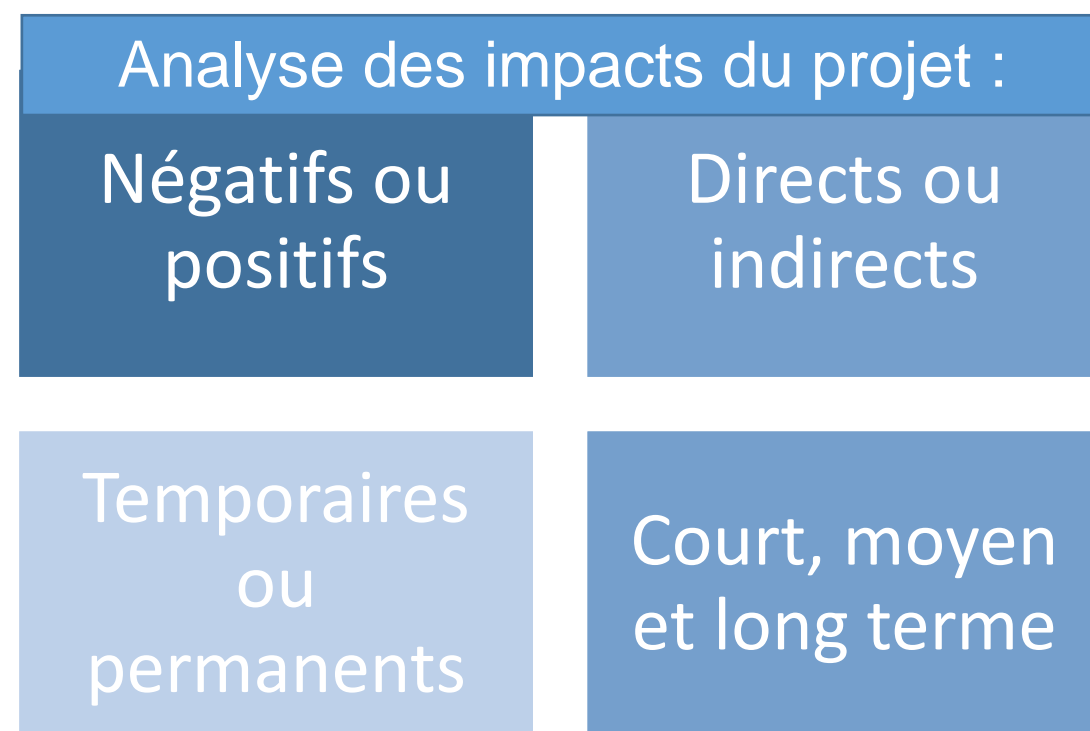 Analyse des impacts du projet :
Négatifs ou
positifs
Directs ou
indirects
Temporaires
ou
permanents
Court, moyen
et long terme